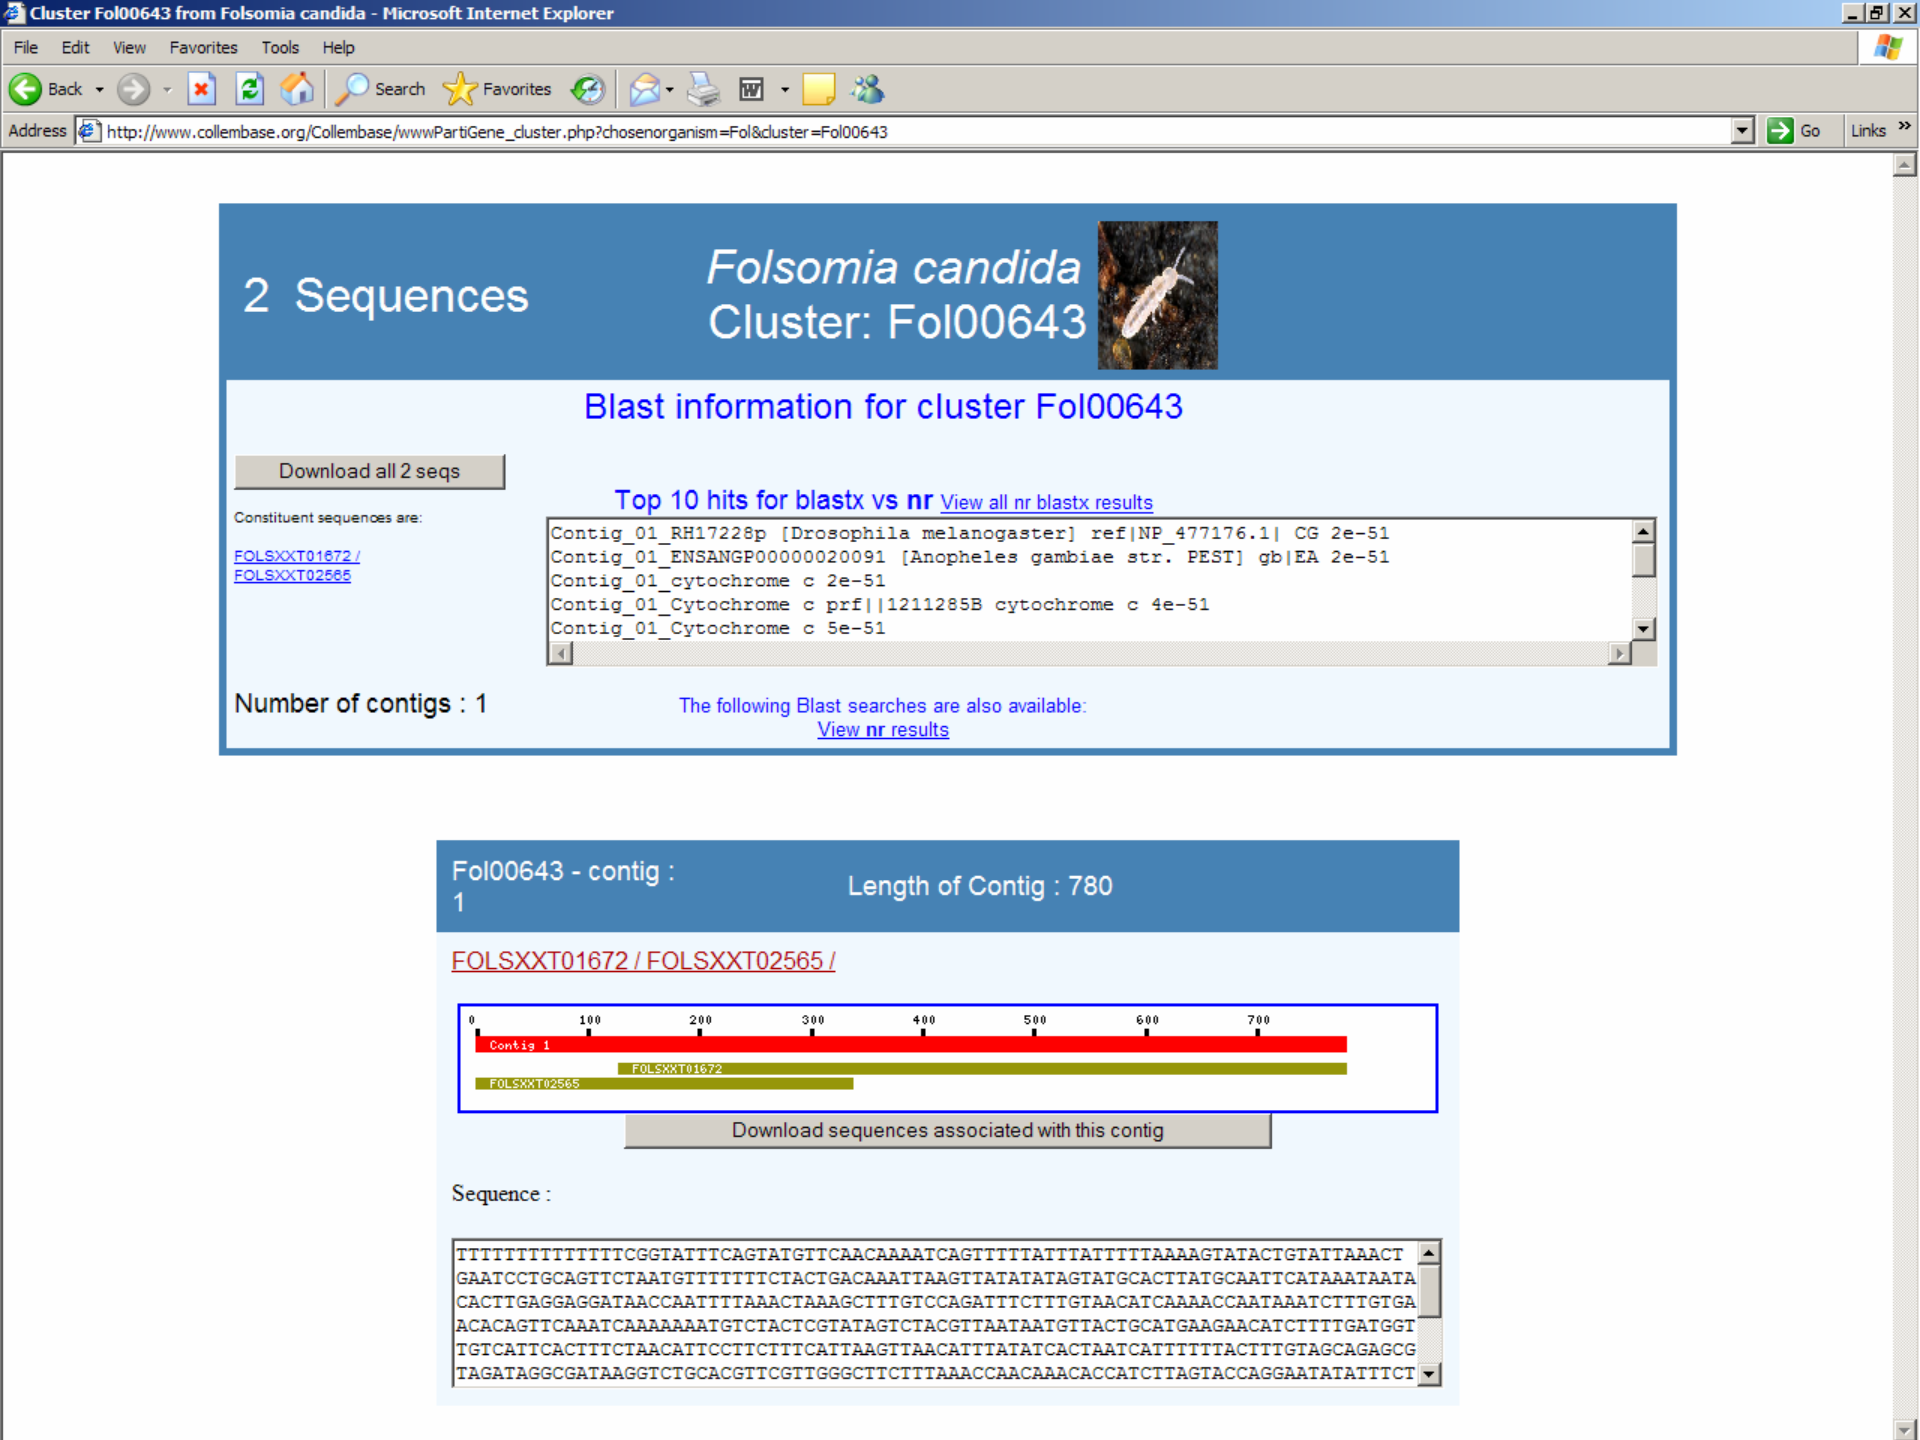 Cluster Fol00643 from Folsomia candida - Microsoft Internet Explorer
File Edit View Favorites Tools Help
Back Search Favorites
Address http://www.collembase.org/Collembase/wwwPartiGene_cluster.php?chosenorganism=Fol&cluster=Fol00643 Go Links »
2 Sequences
Folsomia candida
Cluster: Fol00643
Blast information for cluster Fol00643
Download all 2 seqs
Top 10 hits for blastx vs nr View all nr blastx results
Constituent sequences are:
FOLSXXT01672 /
FOLSXXT02565
Contig_01_RH17228p [Drosophila melanogaster] ref|NP_477176.1| CG 2e-51
Contig_01_ENSANGP00000020091 [Anopheles gambiae str. PEST] gb|EA 2e-51
Contig_01_cytochrome c 2e-51
Contig_01_Cytochrome c prf||1211285B cytochrome c 4e-51
Contig_01_Cytochrome c 5e-51
Number of contigs : 1
The following Blast searches are also available:
View nr results
Fol00643 - contig :
1
Length of Contig : 780
FOLSXXT01672 / FOLSXXT02565 /
0 100 200 300 400 500 600 700
Contig 1
FOLSXXT01672
FOLSXXT02565
Download sequences associated with this contig
Sequence :
TTTTTTTTTTTTTTTCGGTATTTCAGTATGTTCAACAAAATCAGTTTTTATTTATTTTTAAAAGTATACTGTATTAAACT
GAATCCTGCAGTTCTAATGTTTTTTTCTACTGACAAATTAAGTTATATATAGTATGCACTTATGCAATTCATAAATAATA
CACTTGAGGAGGATAACCAATTTTAAACTAAAGCTTTGTCCAGATTTCTTTGTAACATCAAAACCAATAAATCTTTGTGA
ACACAGTTCAAATCAAAAAAATGTCTACTCGTATAGTCTACGTTAATAATGTTACTGCATGAAGAACATCTTTTGATGGT
TGTCATTCACTTTCTAACATTCCTTCTTTCATTAAGTTAACATTTATATCACTAATCATTTTTTACTTTGTAGCAGAGCG
TAGATAGGCGATAAGGTCTGCACGTTCGTTGGGCTTCTTTAAACCAACAAACACCATCTTAGTACCAGGAATATATTTCT